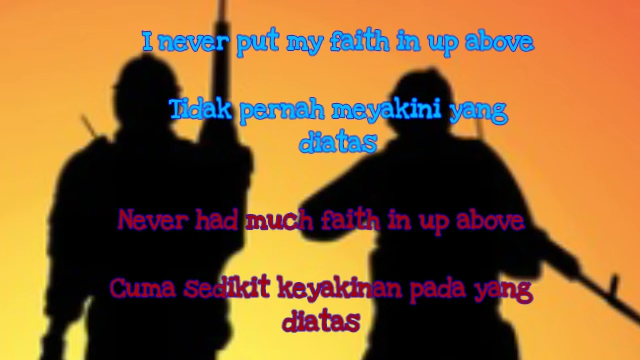 I never put my faith in up above
Tidak pernah meyakini yang
diatas
Never had much faith in up above
Cuma sedikit keyakinan pada yang
diatas